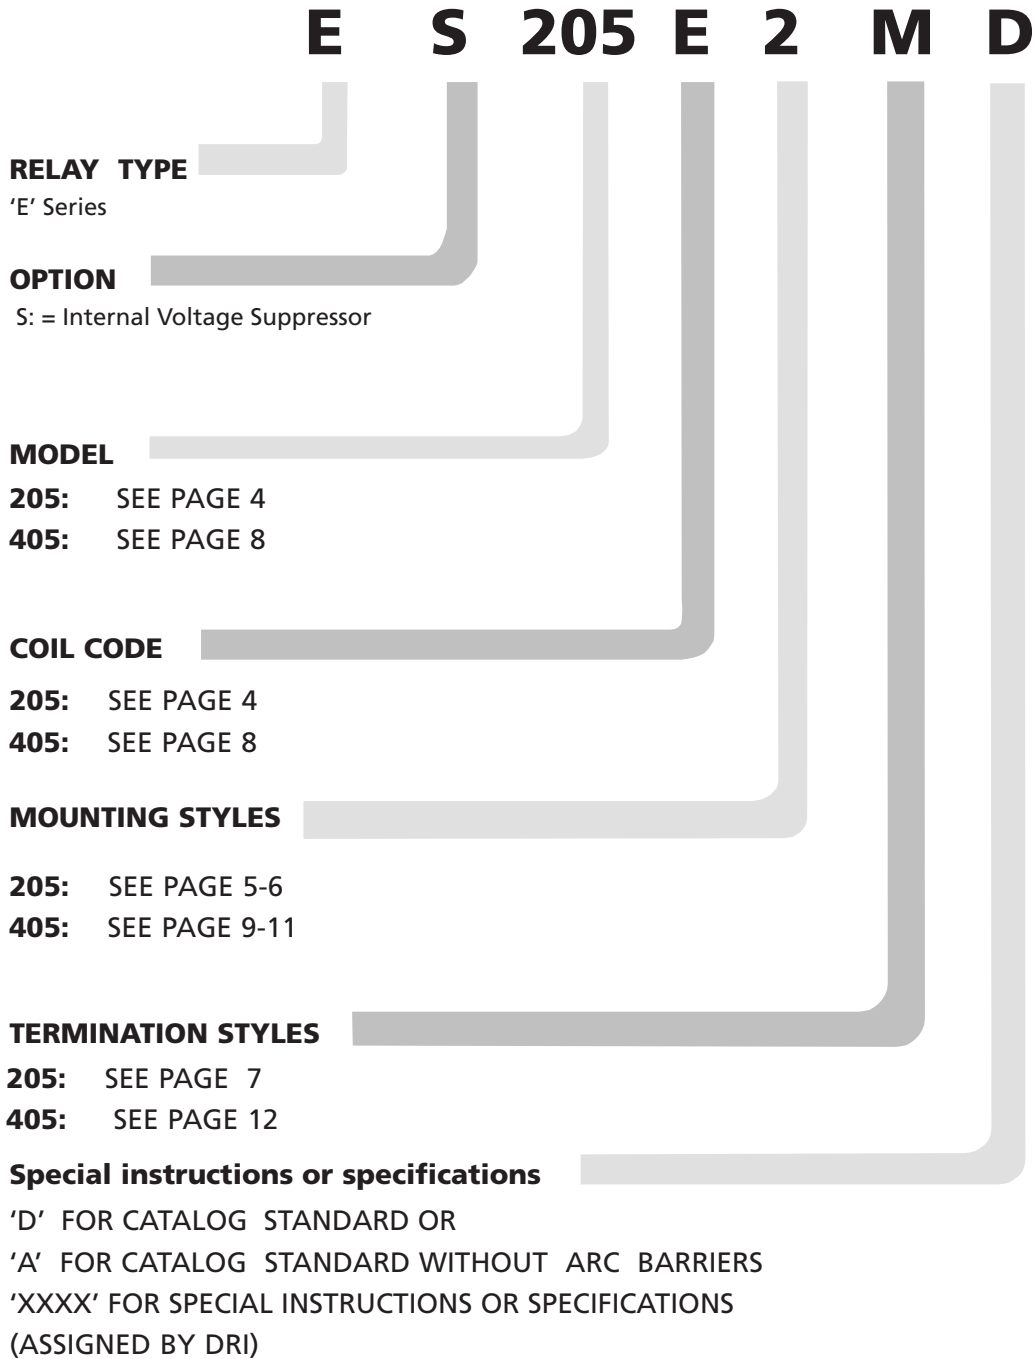 E S 205 E 2 M D
RELAY TYPE
‘E’ Series
OPTION
S: = Internal Voltage Suppressor
MODEL
205: SEE PAGE 4
405: SEE PAGE 8
COIL CODE
205: SEE PAGE 4
405: SEE PAGE 8
MOUNTING STYLES
205: SEE PAGE 5-6
405: SEE PAGE 9-11
TERMINATION STYLES
205: SEE PAGE 7
405: SEE PAGE 12
Special instructions or specifications
‘D’ FOR CATALOG STANDARD OR
‘A’ FOR CATALOG STANDARD WITHOUT ARC BARRIERS
‘XXXX’ FOR SPECIAL INSTRUCTIONS OR SPECIFICATIONS
(ASSIGNED BY DRI)